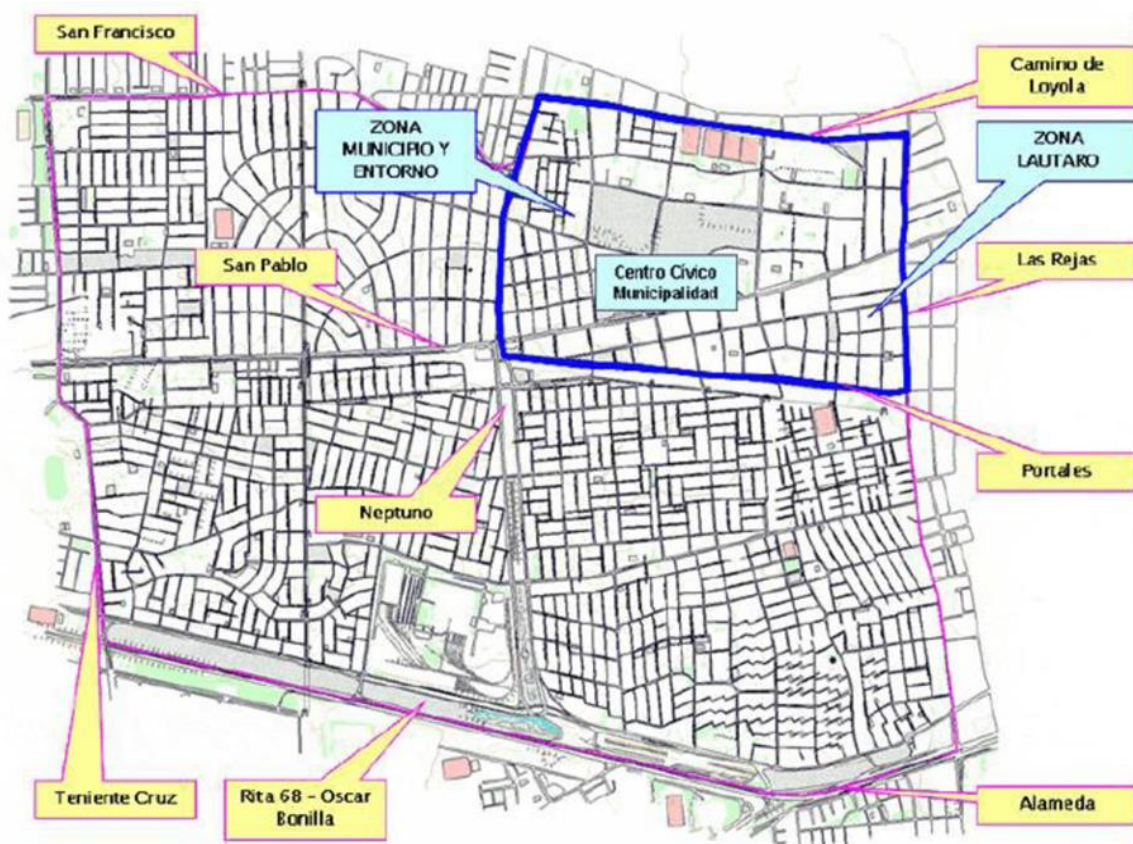 San Francisco
ZONA
MUNICIPIO Y
ENTORNO
Camino de
Loyola
ZONA
LAUTARO
San Pablo
Centro Cívico
Municipalidad
Las Rejas
Neptuno
Portales
Teniente Cruz
Rita 68 - Oscar
Bonilla
Alameda